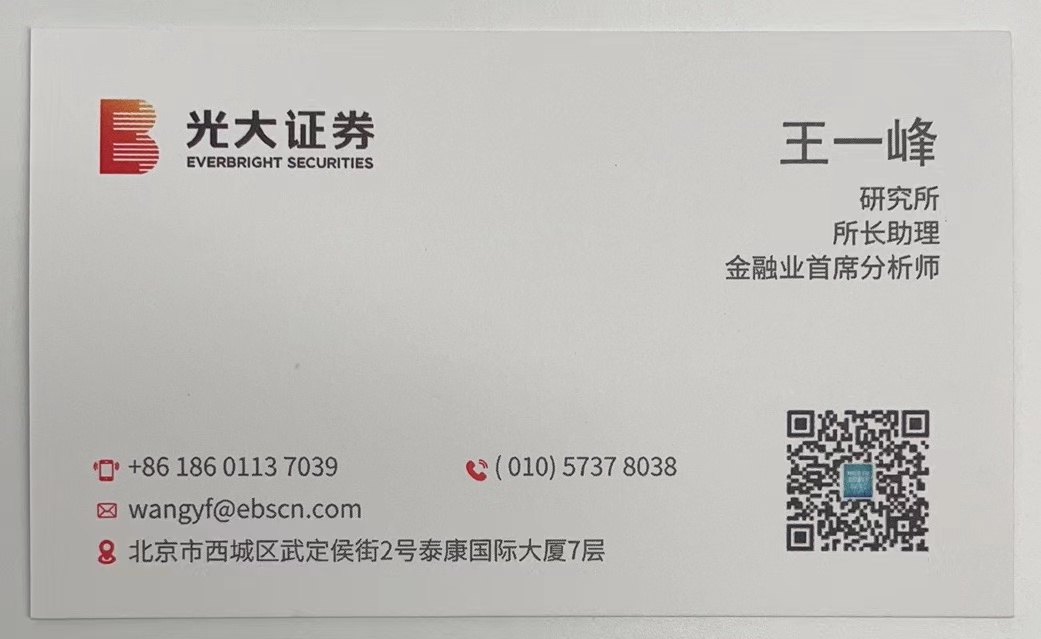 光大证券
EVERBRIGHT SECURITIES
王一峰
研究所
所长助理
金融业首席分析师
+86 186 0113 7039
( 010) 5737 8038
wangyf@ebscn.com
北京市西城区武定侯街2号泰康国际大厦7层